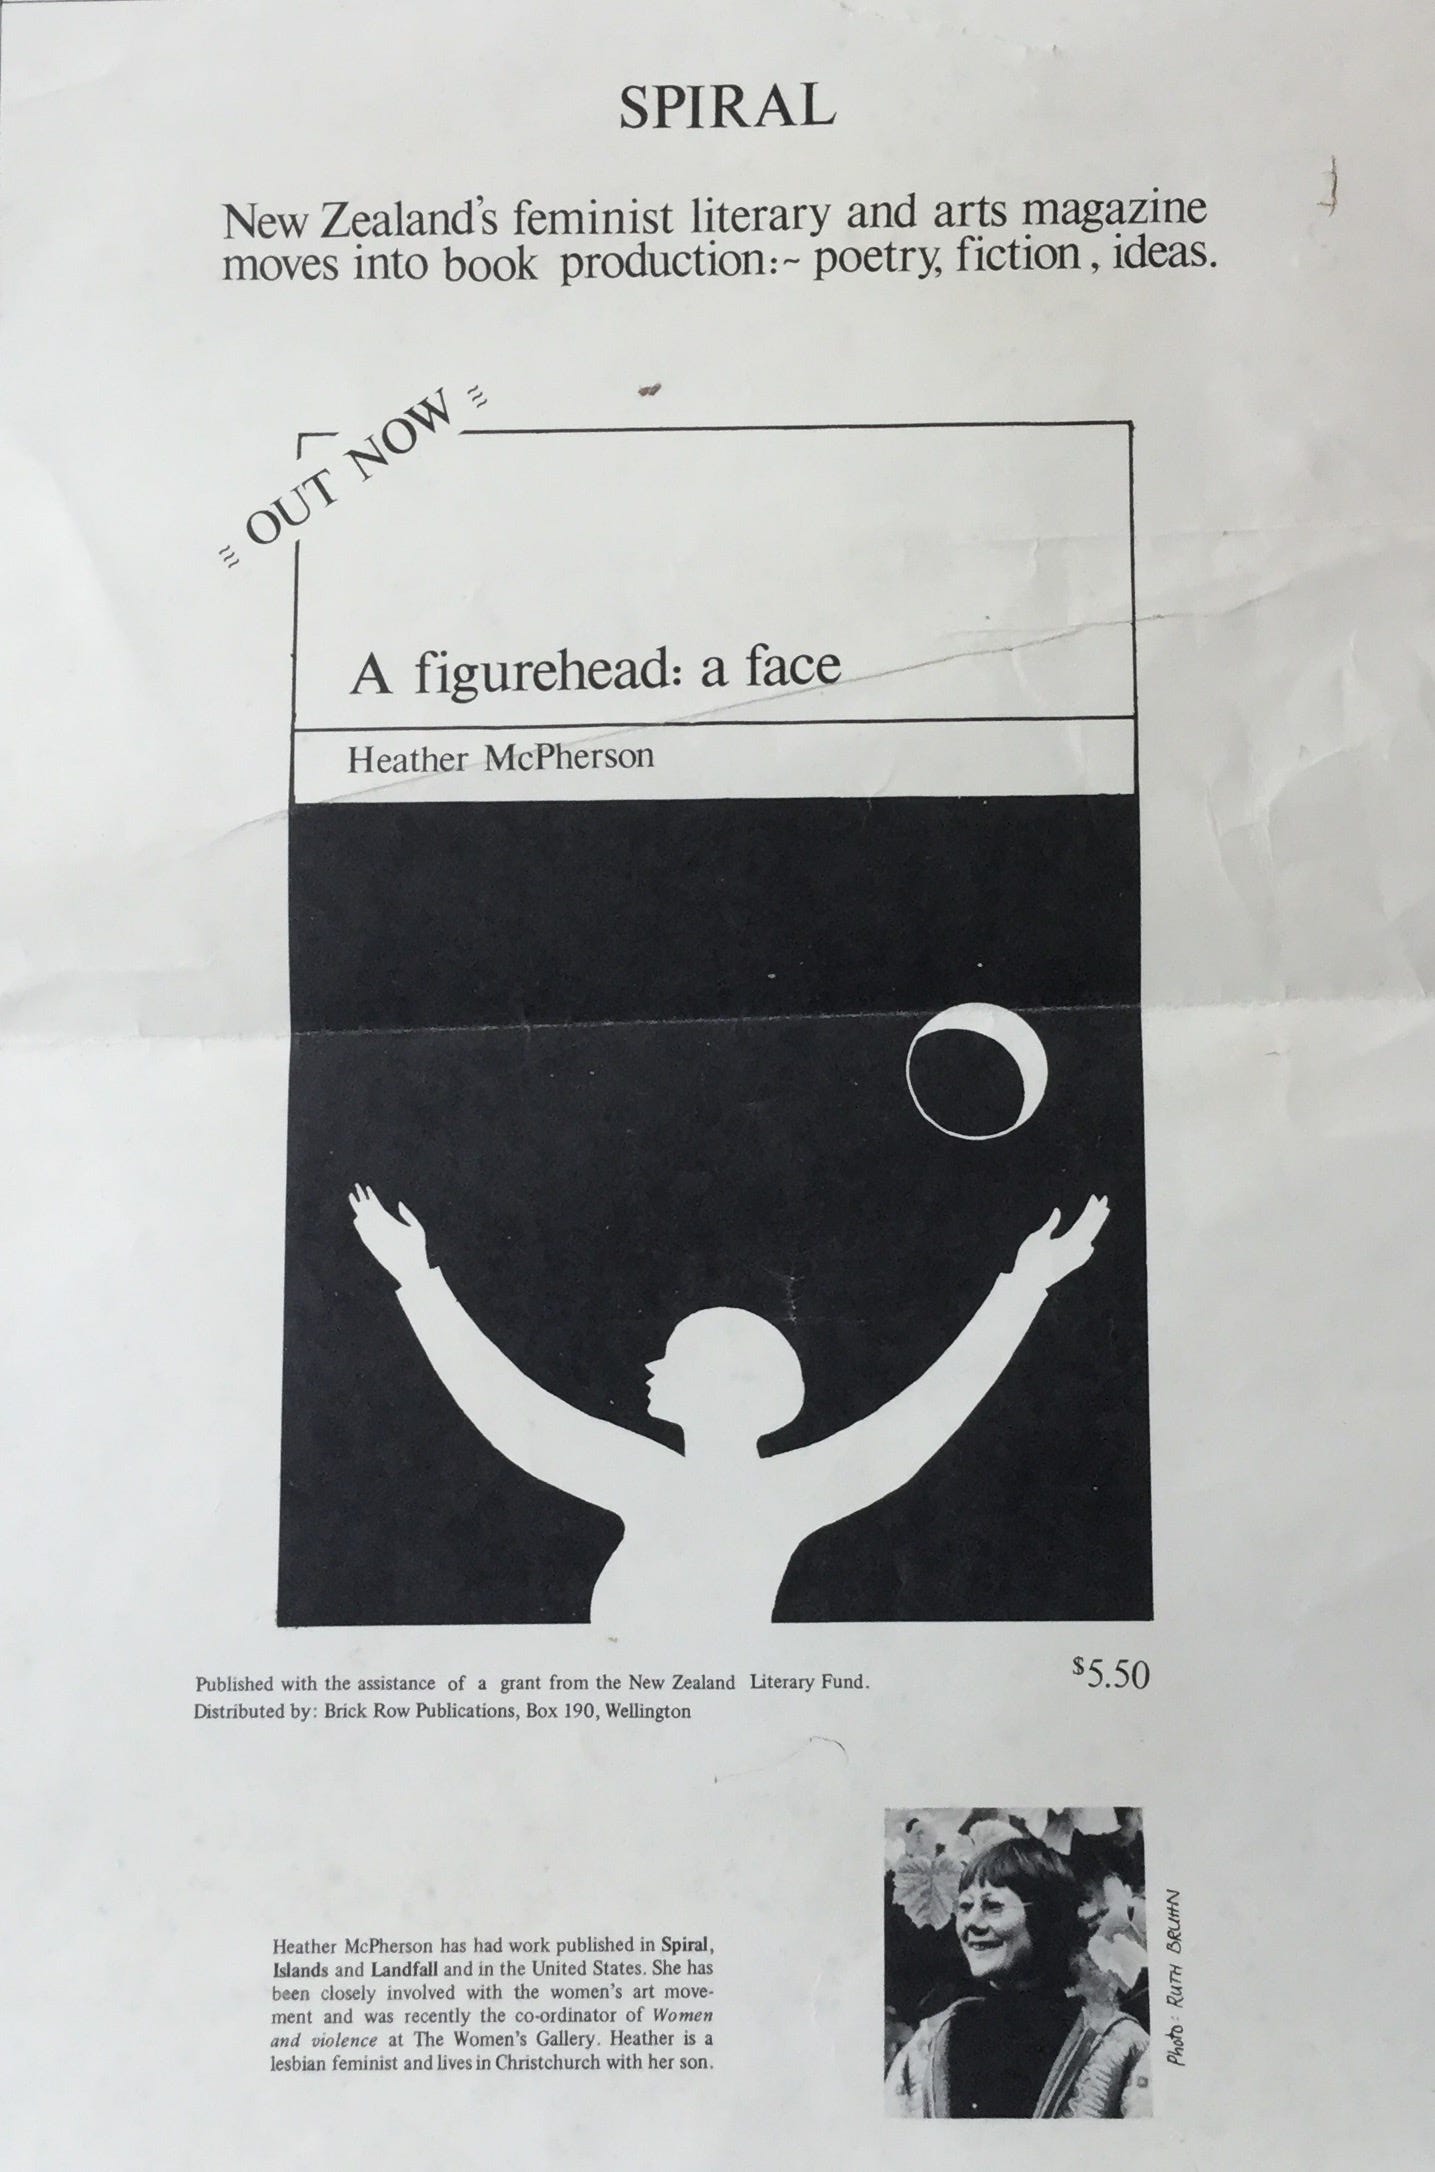 SPIRAL
New Zealand's feminist literary and arts magazine
moves into book production:~ poetry, fiction, ideas.
OUT NOW
A figurehead: a face
Heather McPherson
Published with the assistance of a grant from the New Zealand Literary Fund.
Distributed by: Brick Row Publications, Box 190, Wellington
$5.50
Heather McPherson has had work published in Spiral,
Islands and Landfall and in the United States. She has
been closely involved with the women's art move-
ment and was recently the co-ordinator of Women
and violence at The Women's Gallery. Heather is a
lesbian feminist and lives in Christchurch with her son.
Photo: RUTH BRUHN